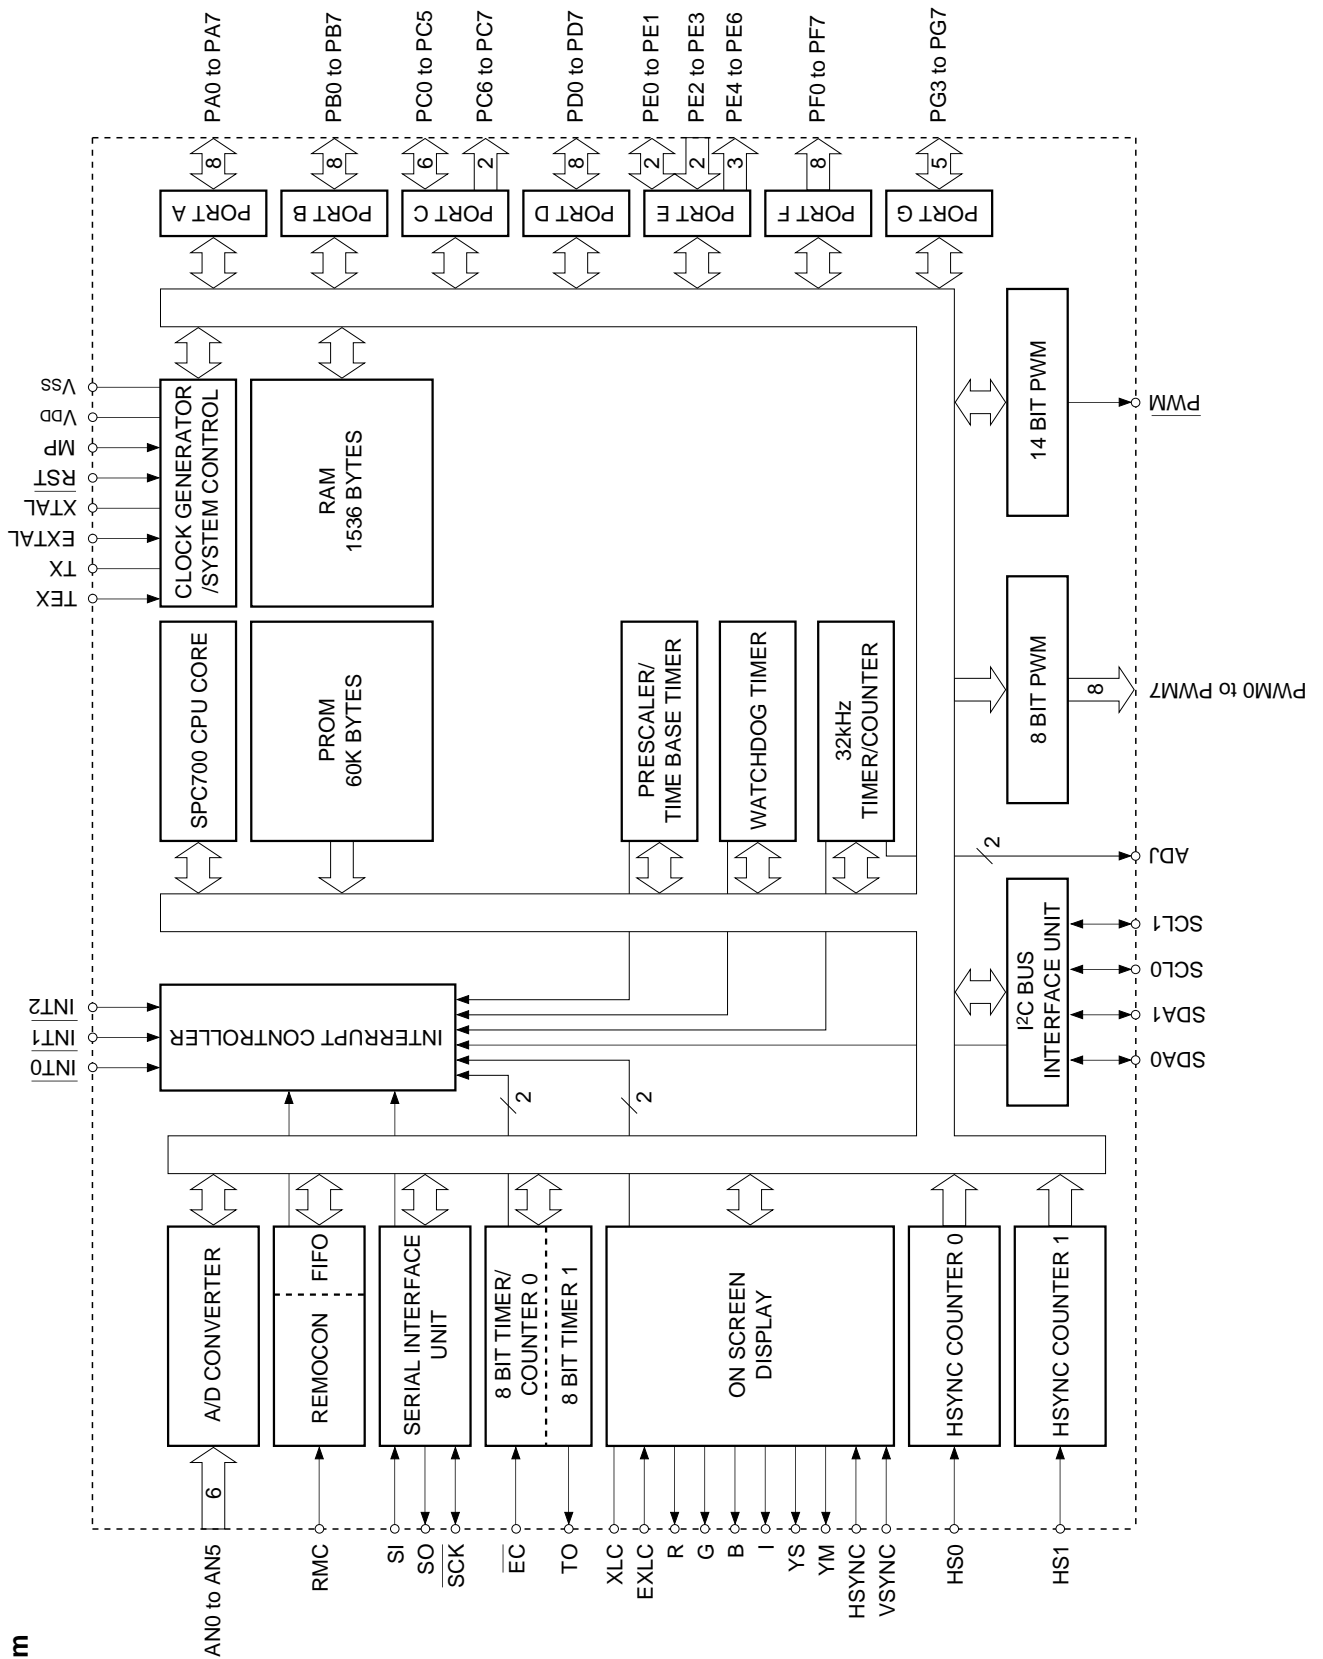 m
AN0 to AN5
RMC
SI
SO
SCK
EC
TO
XLC
EXLC
R
G
B
I
YS
YM
HSYNC
VSYNC
HS0
HS1
6
A/D CONVERTER
REMOCON
FIFO
SERIAL INTERFACE
UNIT
8 BIT TIMER/
COUNTER 0
8 BIT TIMER 1
ON SCREEN
DISPLAY
HSYNC COUNTER 0
HSYNC COUNTER 1
2
2
INT0
INT1
INT2
INTERRUPT CONTROLLER
SPC700 CPU CORE
PROM
60K BYTES
PRESCALER/
TIME BASE TIMER
WATCHDOG TIMER
32kHz
TIMER/COUNTER
TEX
TX
EXTAL
XTAL
RST
MP
VDD
VSS
CLOCK GENERATOR
/SYSTEM CONTROL
RAM
1536 BYTES
PORT A
PORT B
PORT C
PORT D
PORT E
PORT F
PORT G
8
8
6
2
8
2
2
3
8
5
PA0 to PA7
PB0 to PB7
PC0 to PC5
PC6 to PC7
PD0 to PD7
PE0 to PE1
PE2 to PE3
PE4 to PE6
PF0 to PF7
PG3 to PG7
I2C BUS
INTERFACE UNIT
8 BIT PWM
14 BIT PWM
2
8
SDA0
SDA1
SCL0
SCL1
ADJ
PWM0 to PWM7
PWM